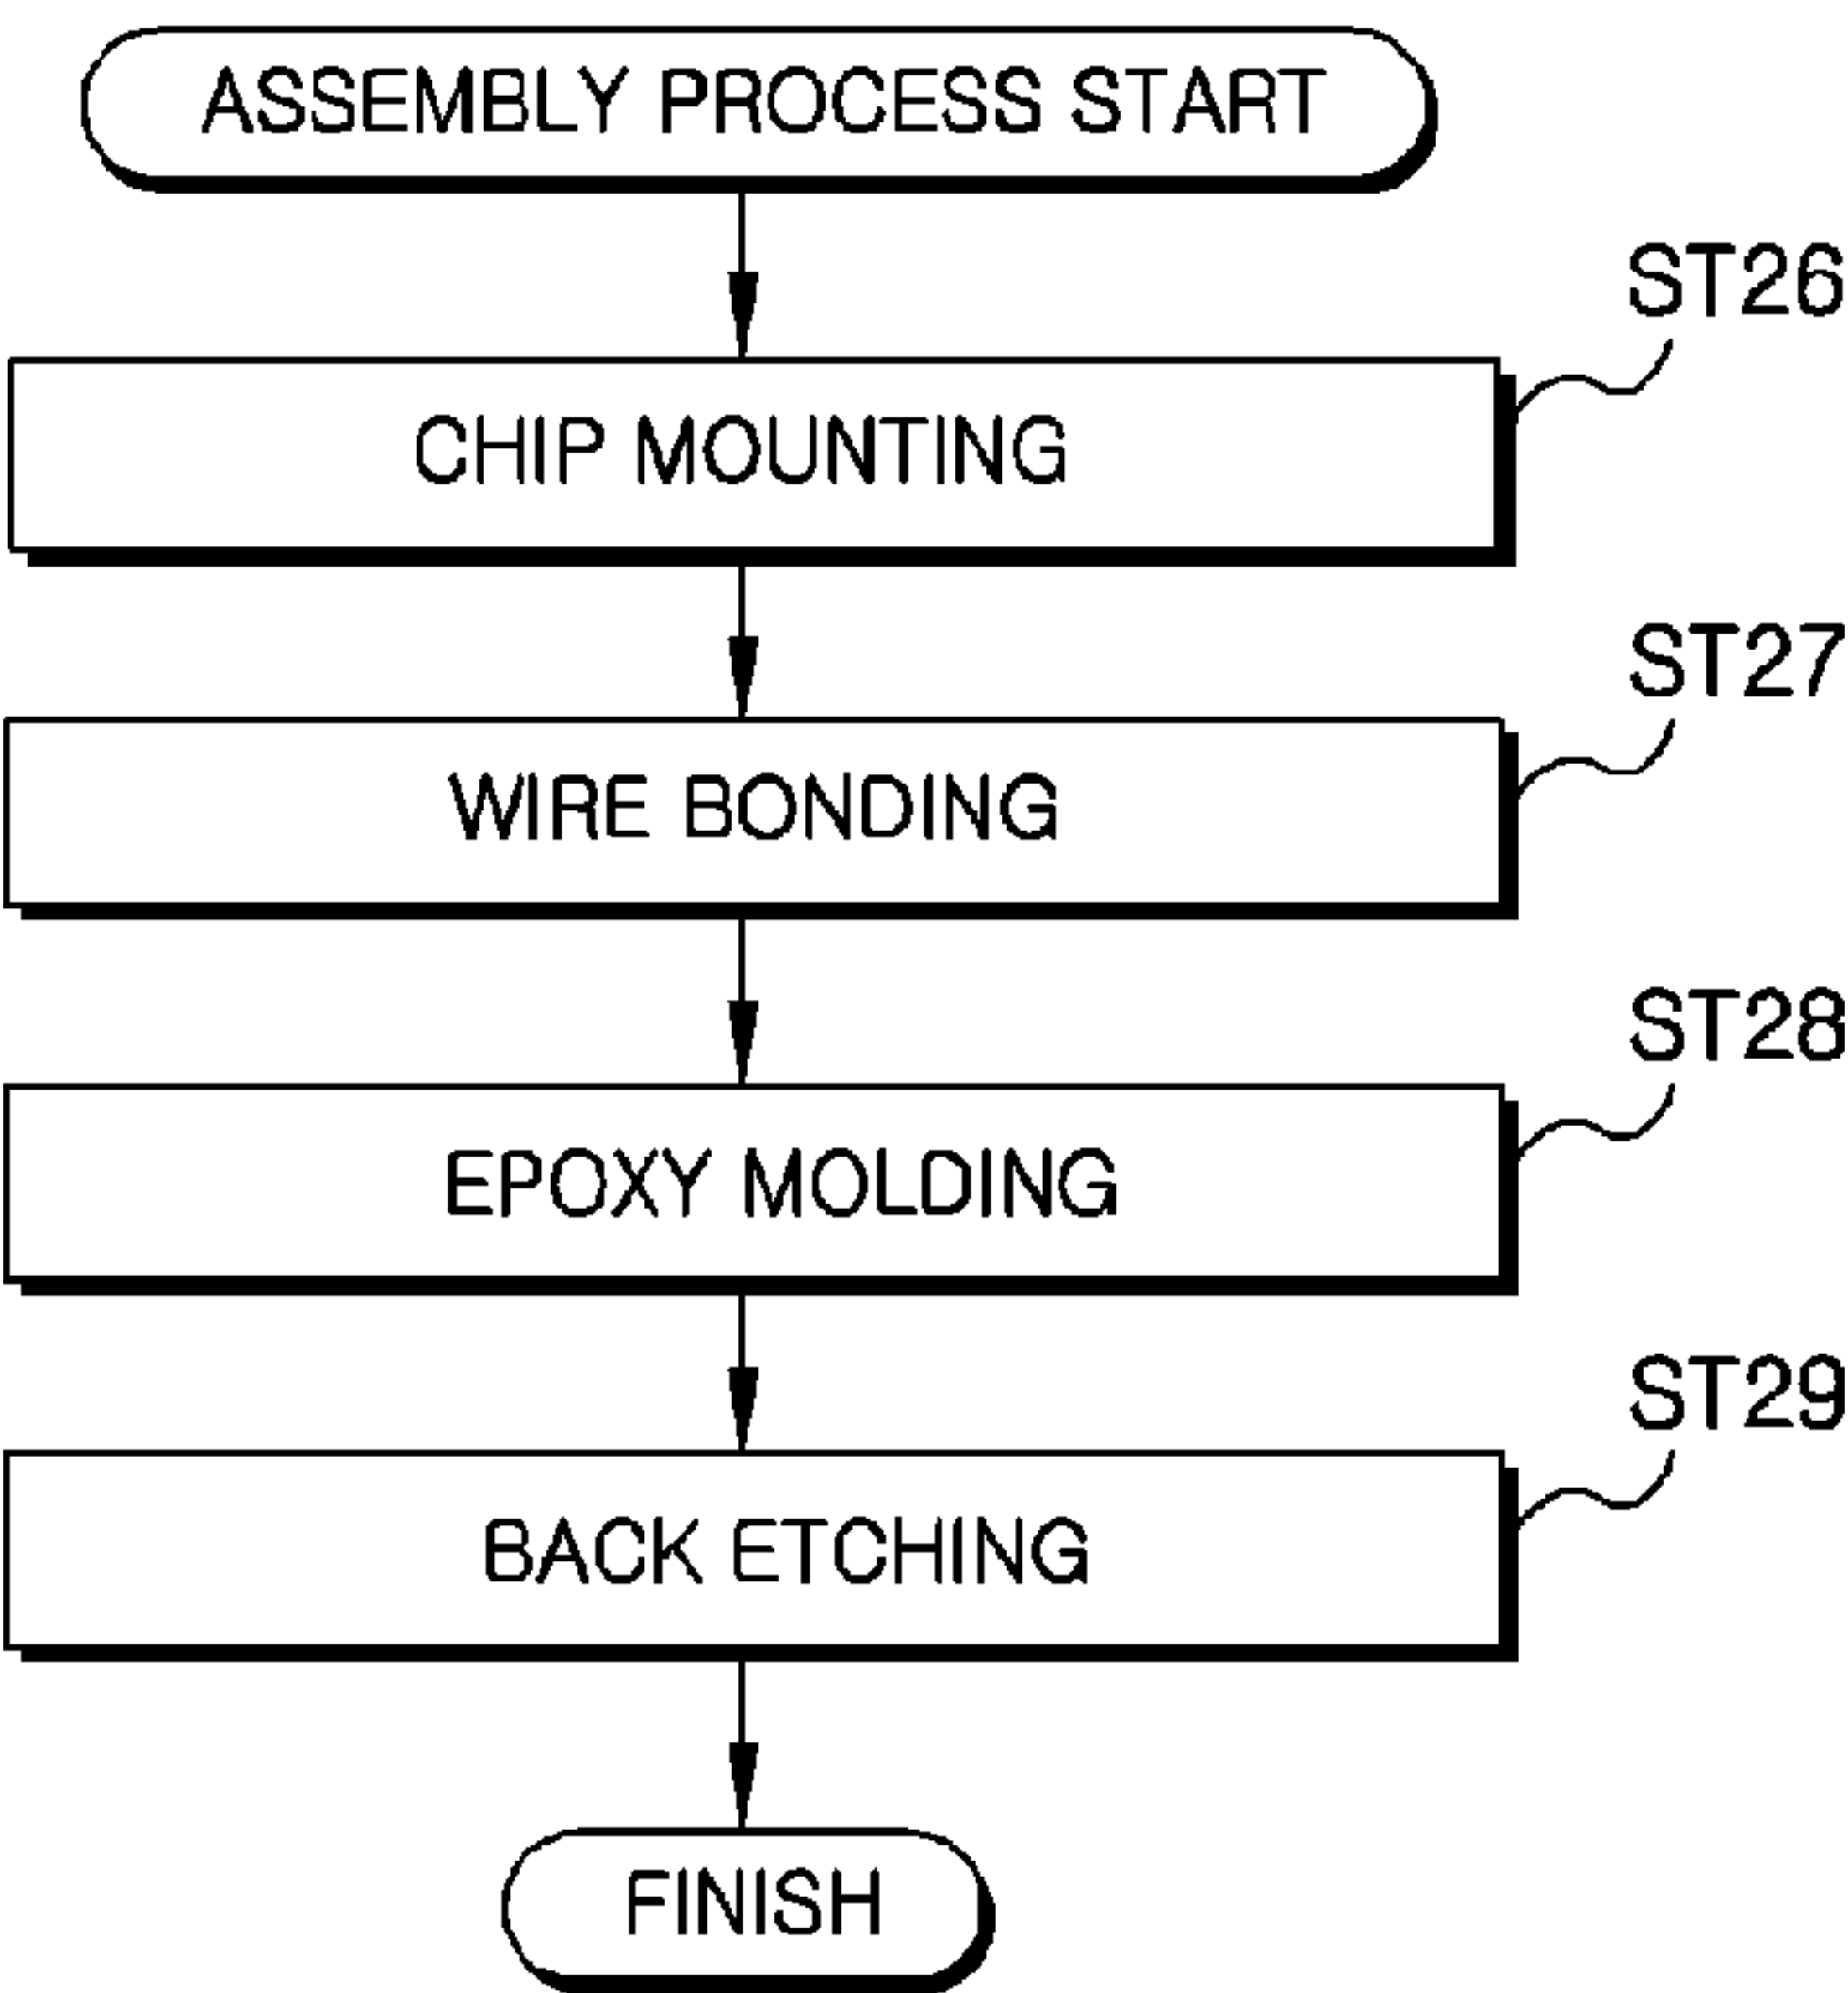 ASSEMBLY PROCESS START
ST26
CHIP MOUNTING
ST27
WIRE BONDING
ST28
EPOXY MOLDING
ST29
BACK ETCHING
FINISH